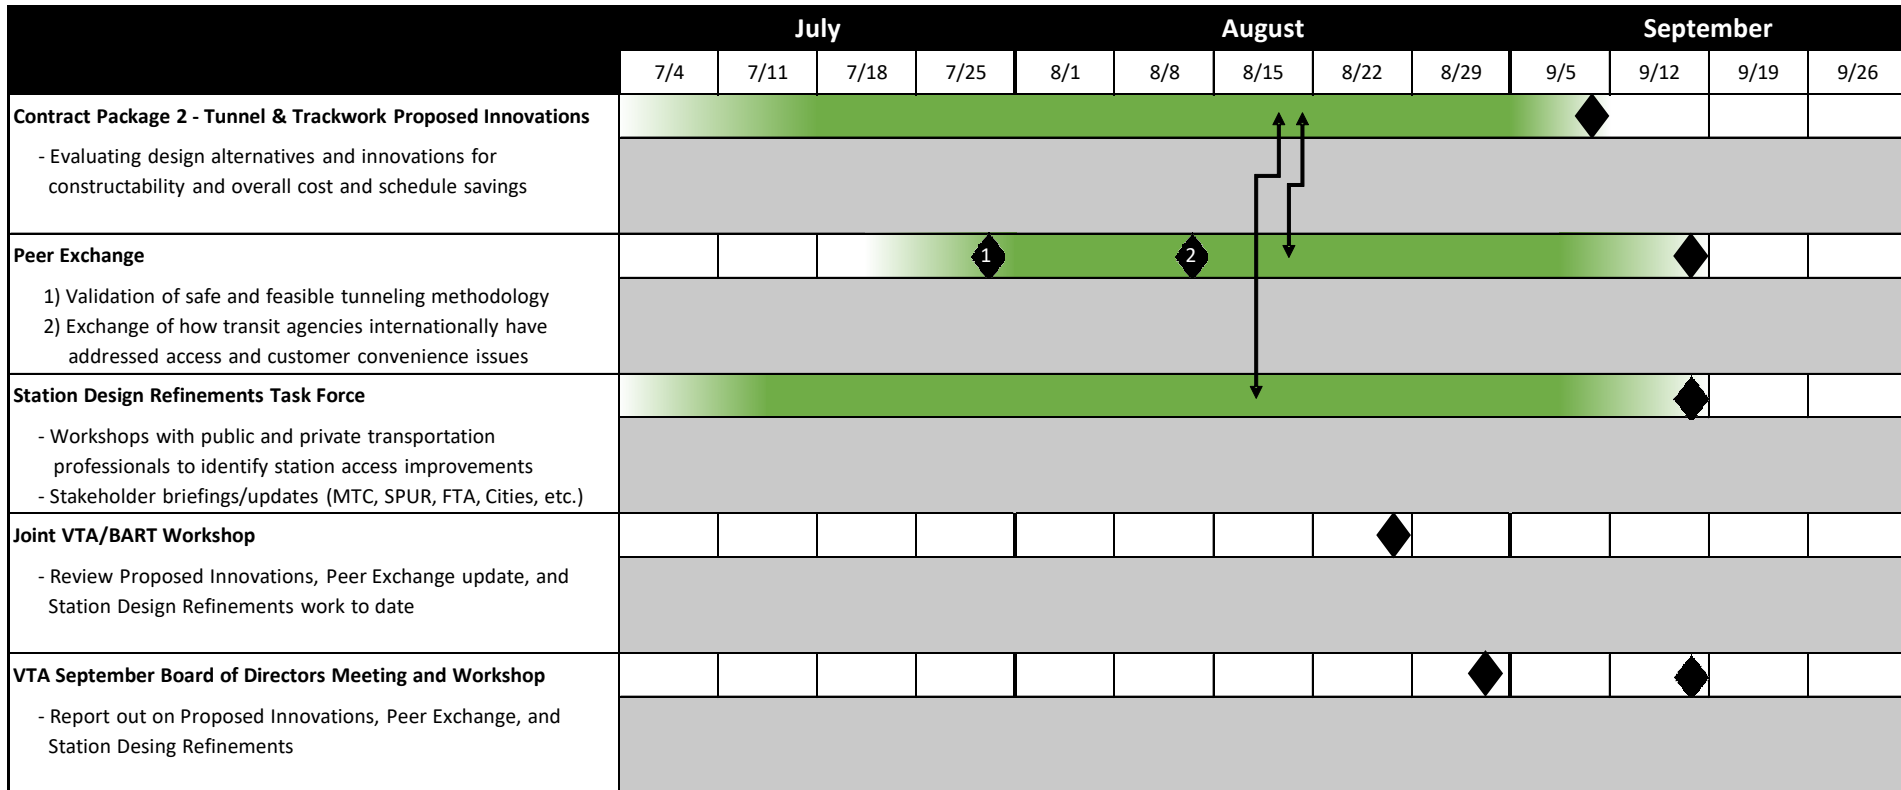 July August September
7/4 7/11 7/18 7/25 8/1 8/8 8/15 8/22 8/29 9/5 9/12 9/19 9/26
Contract Package 2 - Tunnel & Trackwork Proposed Innovations
- Evaluating design alternatives and innovations for
constructability and overall cost and schedule savings
Peer Exchange
1 2
1) Validation of safe and feasible tunneling methodology
2) Exchange of how transit agencies internationally have
addressed access and customer convenience issues
Station Design Refinements Task Force
- Workshops with public and private transportation
professionals to identify station access improvements
- Stakeholder briefings/updates (MTC, SPUR, FTA, Cities, etc.)
Joint VTA/BART Workshop
- Review Proposed Innovations, Peer Exchange update, and
Station Design Refinements work to date
VTA September Board of Directors Meeting and Workshop
- Report out on Proposed Innovations, Peer Exchange, and
Station Desing Refinements